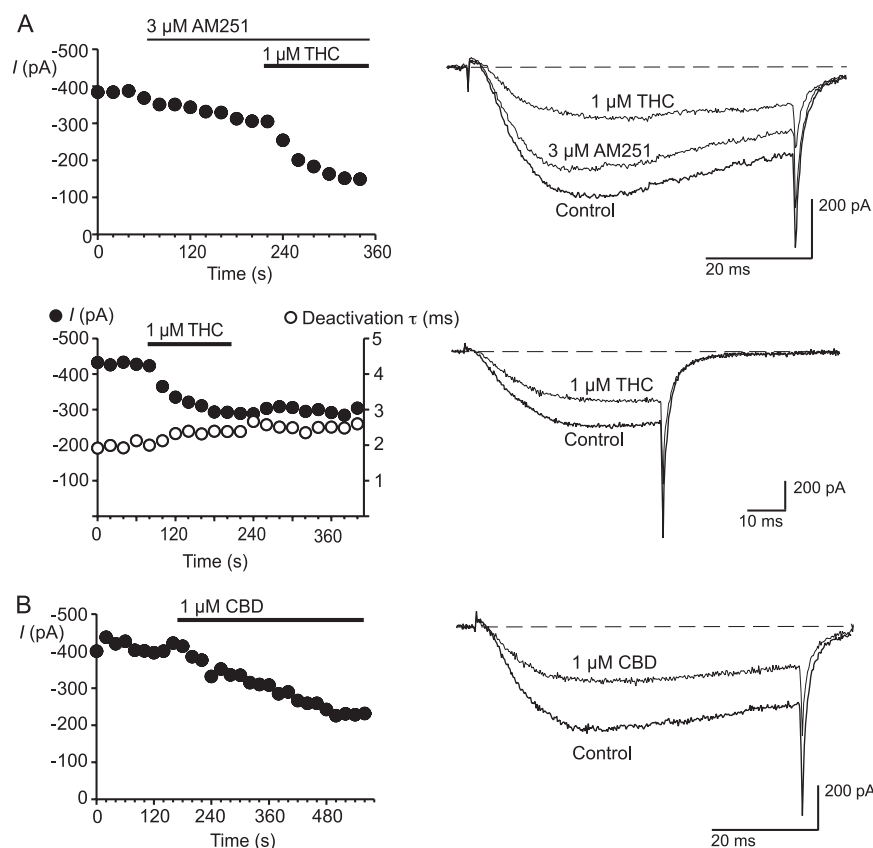 A
3 µM AM251
1 µM THC
-500
I (pA)
-400
-300
-200
-100
0
0 120 240 360
Time (s)
1 µM THC
3 µM AM251
Control
200 pA
20 ms
● I (pA)
1 µM THC
○ Deactivation τ (ms)
-500
-400
-300
-200
-100
5
4
3
2
1
0 120 240 360
Time (s)
1 µM THC
Control
200 pA
10 ms
B
1 µM CBD
-500
I (pA)
-400
-300
-200
-100
0
0 120 240 360 480
Time (s)
1 µM CBD
Control
200 pA
20 ms